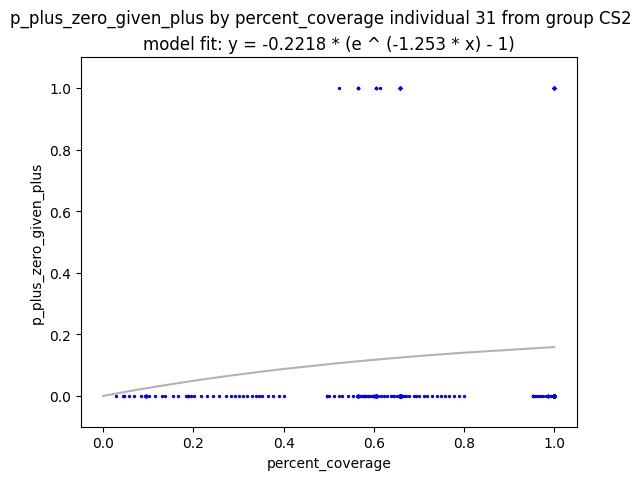 p_plus_zero_given_plus by percent_coverage individual 31 from group CS2
model fit: y = -0.2218 * (e ^ (-1.253 * x) - 1)
1.0
0.8
0.6
0.4
0.2
0.0
p_plus_zero_given_plus
0.0 0.2 0.4 0.6 0.8 1.0
percent_coverage